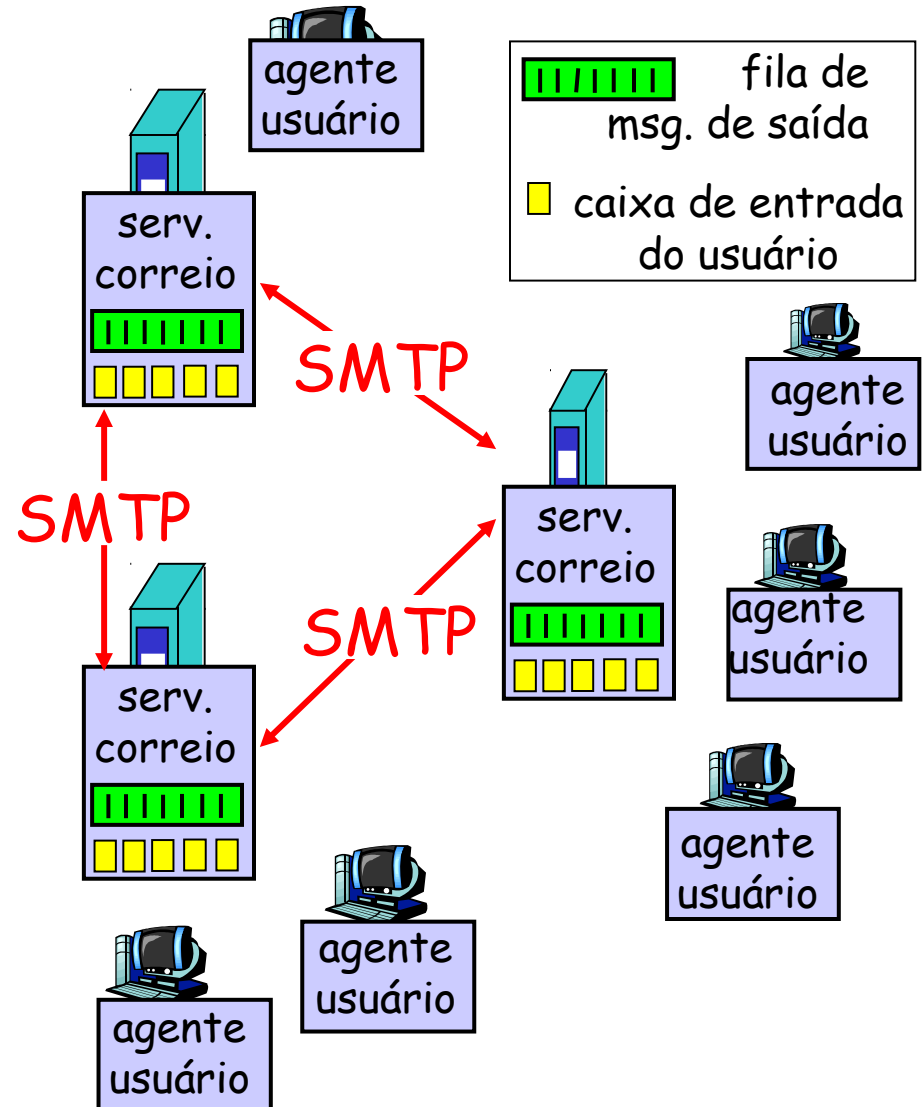 agente
usuário
fila de
msg. de saída
caixa de entrada
do usuário
serv.
correio
SMTP
agente
usuário
SMTP
serv.
correio
agente
usuário
SMTP
serv.
correio
agente
usuário
agente
usuário
agente
usuário